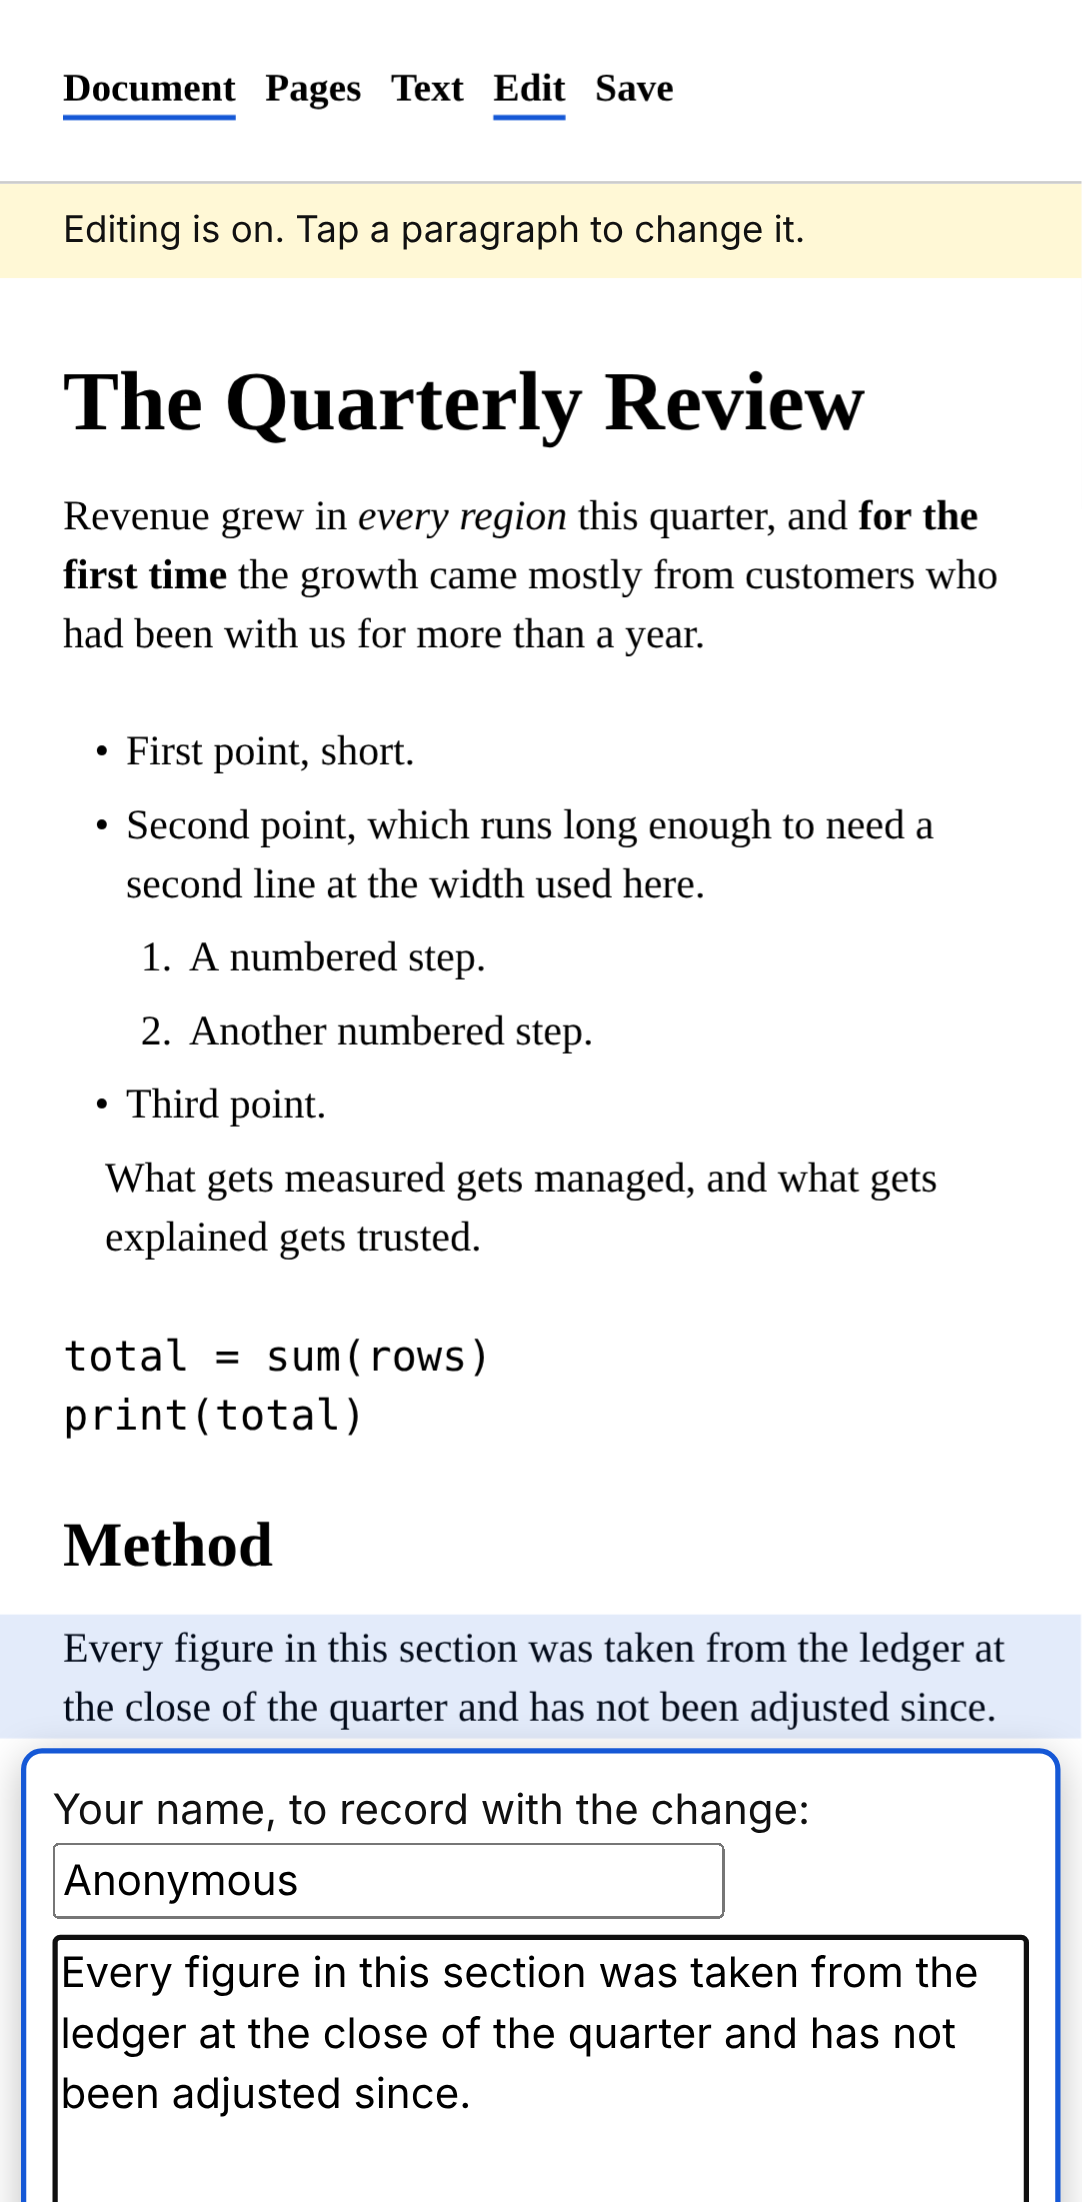 Document Pages Text Edit Save
Editing is on. Tap a paragraph to change it.
The Quarterly Review
Revenue grew in every region this quarter, and for the
first time the growth came mostly from customers who
had been with us for more than a year.
• First point, short.
• Second point, which runs long enough to need a
second line at the width used here.
1. A numbered step.
2. Another numbered step.
• Third point.
What gets measured gets managed, and what gets
explained gets trusted.
total = sum(rows)
print(total)
Method
Every figure in this section was taken from the ledger at
the close of the quarter and has not been adjusted since.
Your name, to record with the change:
Anonymous
Every figure in this section was taken from the
ledger at the close of the quarter and has not
been adjusted since.